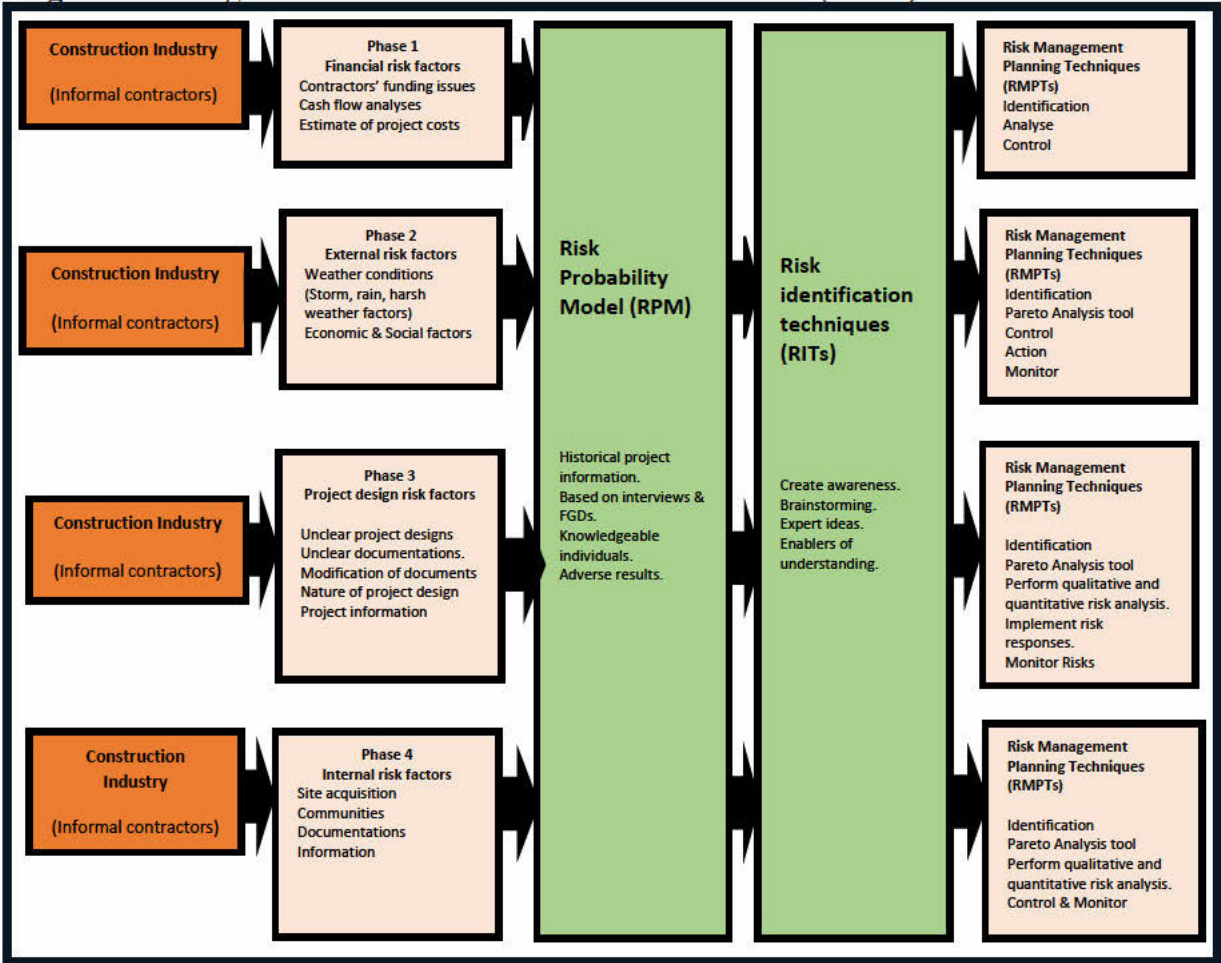 Construction Industry
(Informal contractors)
Phase 1
Financial risk factors
Contractors' funding issues
Cash flow analyses
Estimate of project costs
Risk Management
Planning Techniques
(RMPTs)
Identification
Analyse
Control
Construction Industry
(Informal contractors)
Phase 2
External risk factors
Weather conditions
(Storm, rain, harsh
weather factors)
Economic & Social factors
Risk
Probability
Model (RPM)
Risk
identification
techniques
(RITs)
Risk Management
Planning Techniques
(RMPTs)
Identification
Pareto Analysis tool
Control
Action
Monitor
Construction Industry
(Informal contractors)
Phase 3
Project design risk factors
Unclear project designs
Unclear documentations.
Modification of documents
Nature of project design
Project information
Historical project
information.
Based on interviews &
FGDs.
Knowledgeable
individuals.
Adverse results.
Create awareness.
Brainstorming.
Expert ideas.
Enablers of
understanding.
Risk Management
Planning Techniques
(RMPTs)
Identification
Pareto Analysis tool
Perform qualitative and
quantitative risk analysis.
Implement risk
responses.
Monitor Risks
Construction
Industry
(Informal contractors)
Phase 4
Internal risk factors
Site acquisition
Communities
Documentations
Information
Risk Management
Planning Techniques
(RMPTs)
Identification
Pareto Analysis tool
Perform qualitative and
quantitative risk analysis.
Control & Monitor